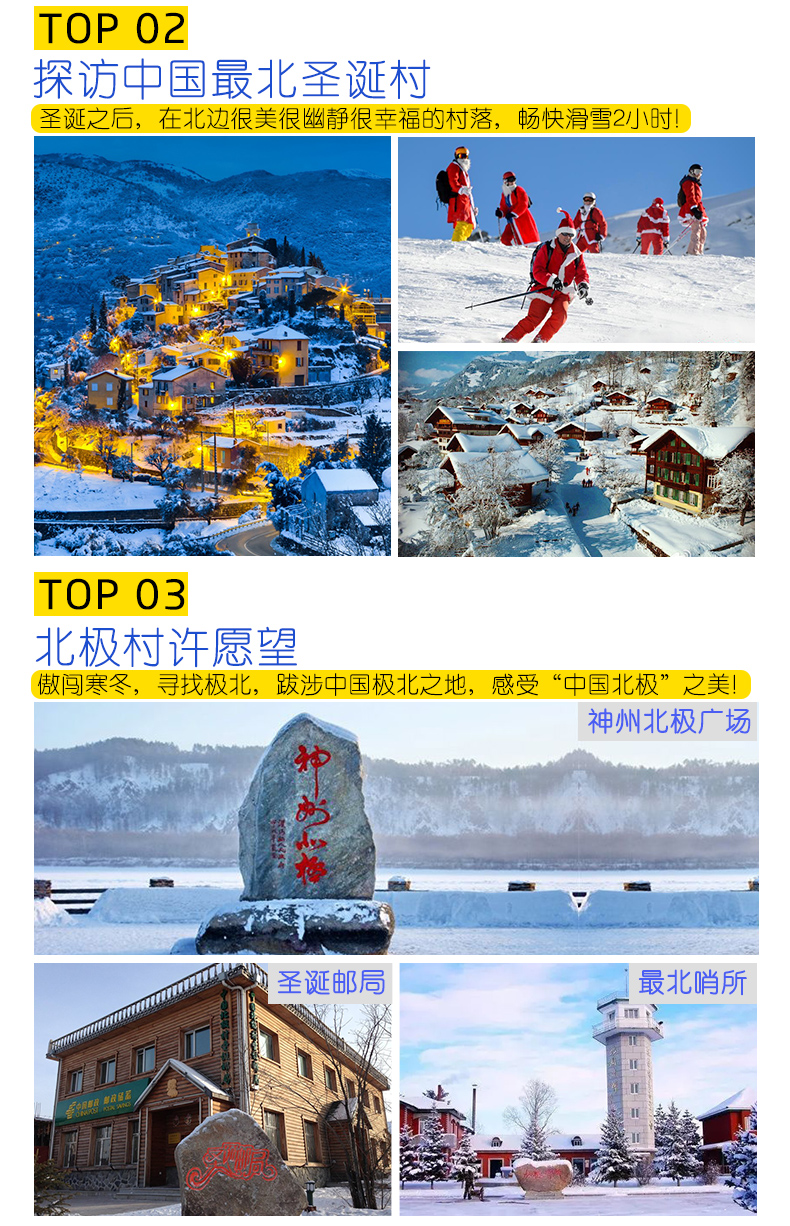 TOP 02
探访中国最北圣诞村
圣诞之后，在北边很美很幽静很幸福的村落，畅快滑雪2小时！
TOP 03
北极村许愿望
傲闯寒冬，寻找极北，跋涉中国极北之地，感受“中国北极”之美！
神州北极广场
神州北极
圣诞邮局
中国邮政 邮政储蓄
CHINA POST · POSTAL SAVINGS
最北哨所